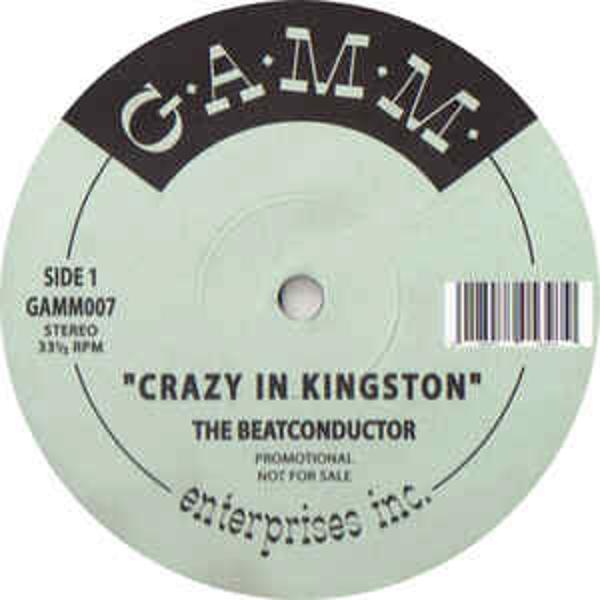 G·A·M·M·
SIDE 1
GAMM007
STEREO
33⅓ RPM
"CRAZY IN KINGSTON"
THE BEATCONDUCTOR
PROMOTIONAL
NOT FOR SALE
enterprises inc.